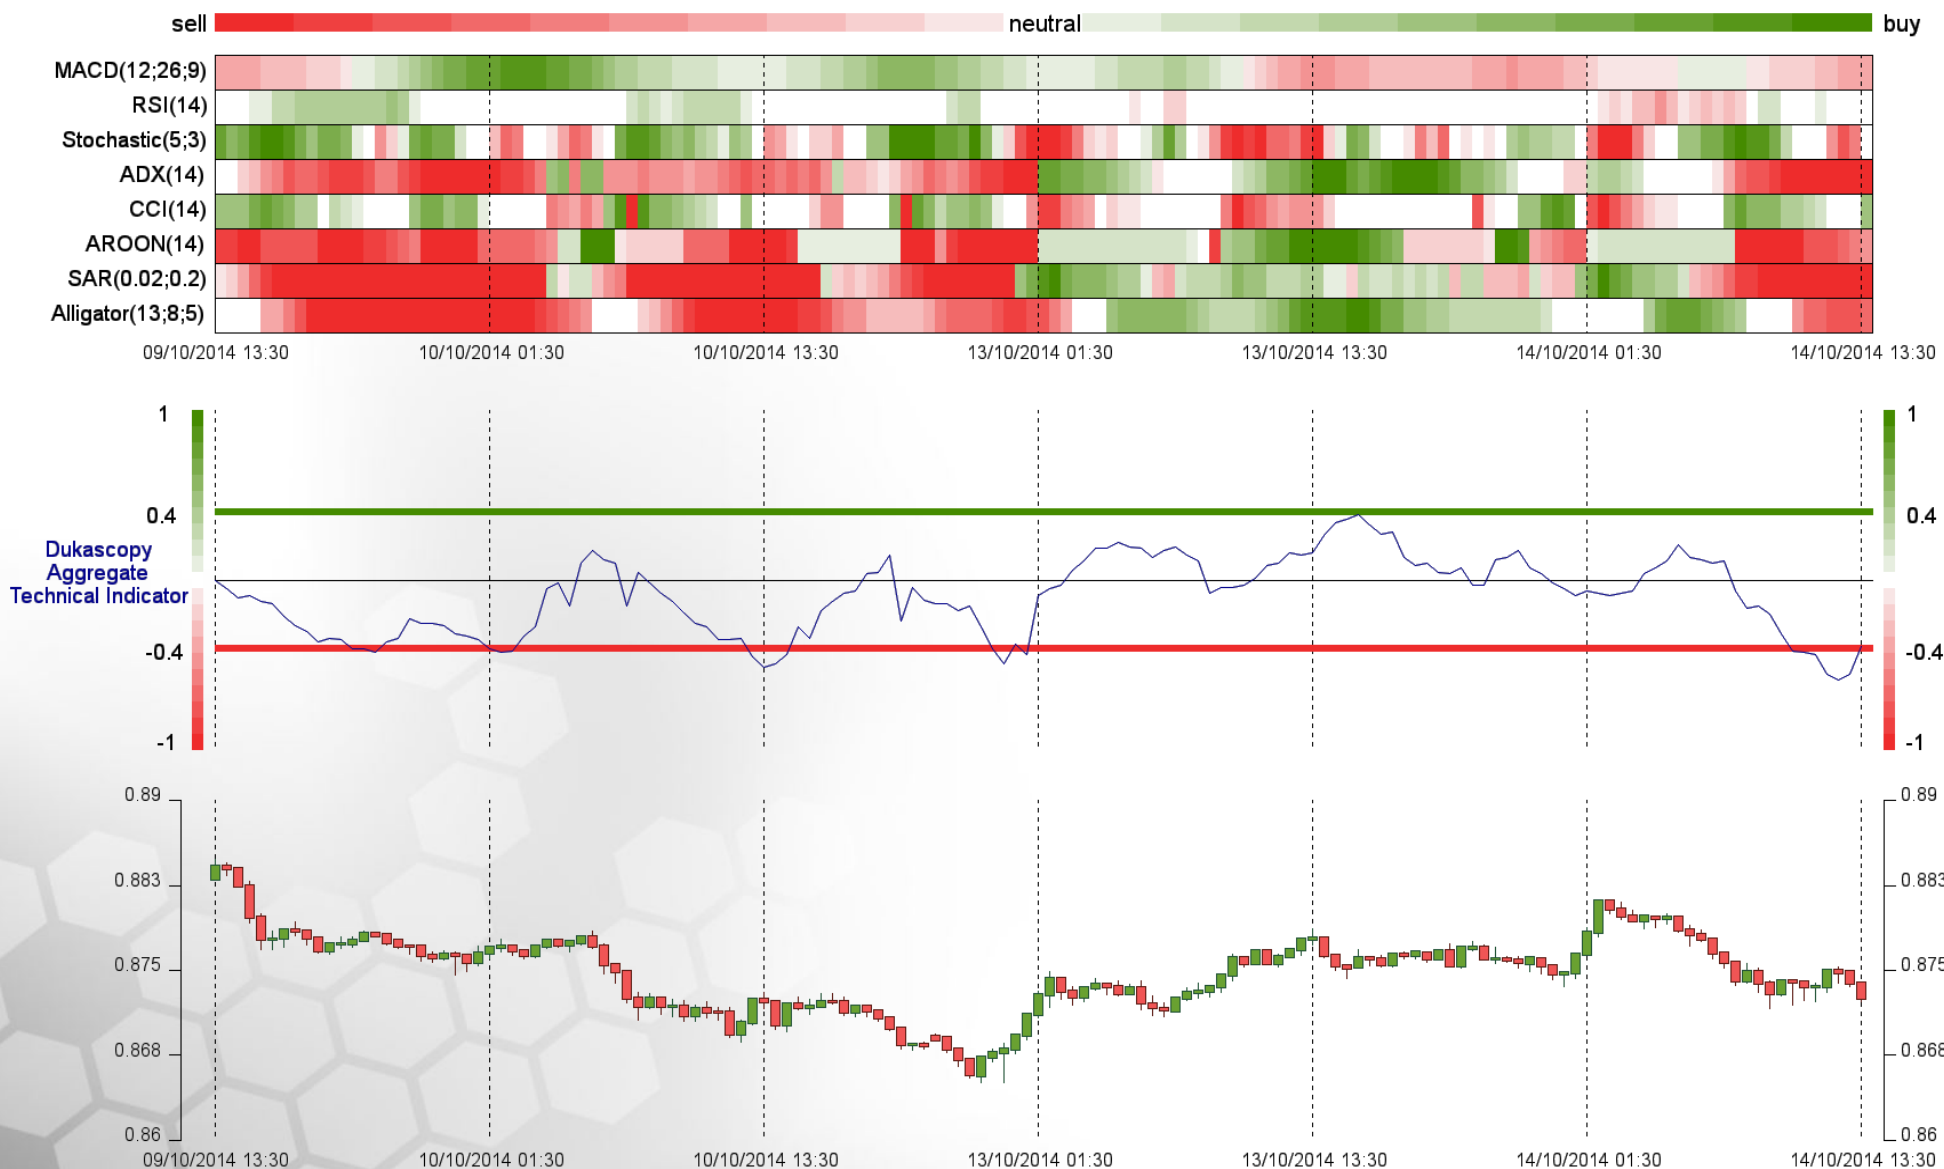 sell neutral buy
MACD(12;26;9)
RSI(14)
Stochastic(5;3)
ADX(14)
CCI(14)
AROON(14)
SAR(0.02;0.2)
Alligator(13;8;5)
09/10/2014 13:30 10/10/2014 01:30 10/10/2014 13:30 13/10/2014 01:30 13/10/2014 13:30 14/10/2014 01:30 14/10/2014 13:30
1 1
0.4 0.4
Dukascopy
Aggregate
Technical Indicator
-0.4 -0.4
-1 -1
0.89 0.89
0.883 0.883
0.875 0.875
0.868 0.868
0.86 0.86
09/10/2014 13:30 10/10/2014 01:30 10/10/2014 13:30 13/10/2014 01:30 13/10/2014 13:30 14/10/2014 01:30 14/10/2014 13:30